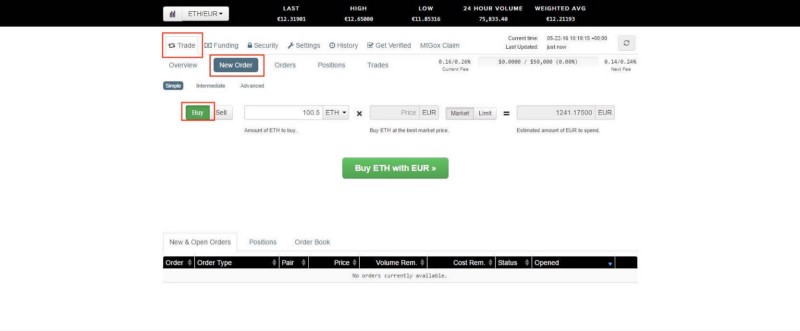 LAST HIGH LOW 24 HOUR VOLUME WEIGHTED AVG
ETH/EUR €12.31901 €12.65000 €11.85316 75,833.40 €12.21193
Trade Funding Security Settings History Get Verified MtGox Claim
Current time: 05-23-16 10:19:15 +00:00
Last Updated: just now
Overview New Order Orders Positions Trades
0.16/0.26% $0.0000 / $50,000 (0.00%) 0.14/0.24%
Current Fee Next Fee
Simple Intermediate Advanced
Buy Sell 100.5 ETH × Price EUR Market Limit = 1241.17500 EUR
Amount of ETH to buy. Buy ETH at the best market price. Estimated amount of EUR to spend.
Buy ETH with EUR »
New & Open Orders Positions Order Book
Order Order Type Pair Price Volume Rem. Cost Rem. Status Opened
No orders currently available.